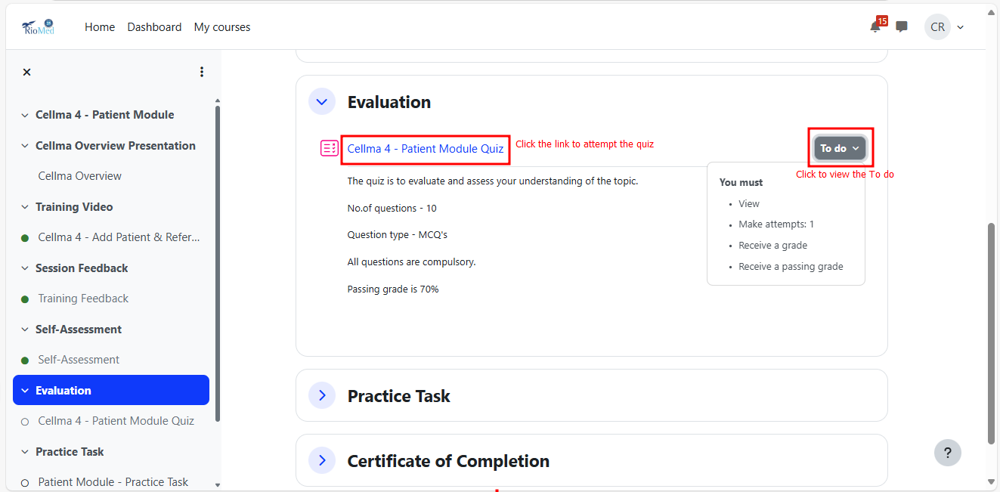 RioMed
25
Home
Dashboard
My courses
15
CR
Cellma 4 - Patient Module
Cellma Overview Presentation
Cellma Overview
Training Video
Cellma 4 - Add Patient & Refer...
Session Feedback
Training Feedback
Self-Assessment
Self-Assessment
Evaluation
Cellma 4 - Patient Module Quiz
Practice Task
Patient Module - Practice Task
Evaluation
Cellma 4 - Patient Module Quiz
Click the link to attempt the quiz
To do
Click to view the To do
The quiz is to evaluate and assess your understanding of the topic.
No.of questions - 10
Question type - MCQ's
All questions are compulsory.
Passing grade is 70%
You must
• View
• Make attempts: 1
• Receive a grade
• Receive a passing grade
Practice Task
Certificate of Completion
?